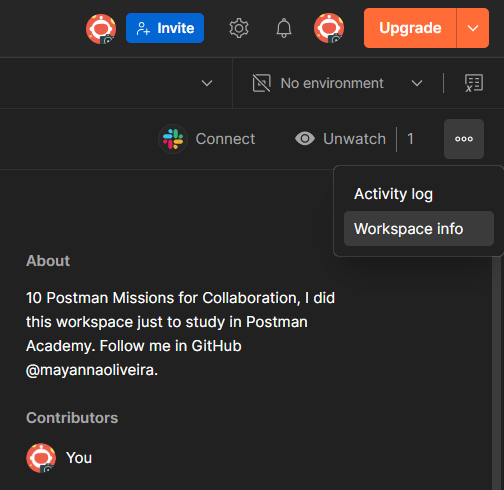 Invite
Upgrade
No environment
Connect
Unwatch
1
Activity log
Workspace info
About
10 Postman Missions for Collaboration, I did
this workspace just to study in Postman
Academy. Follow me in GitHub
@mayannaoliveira.
Contributors
You